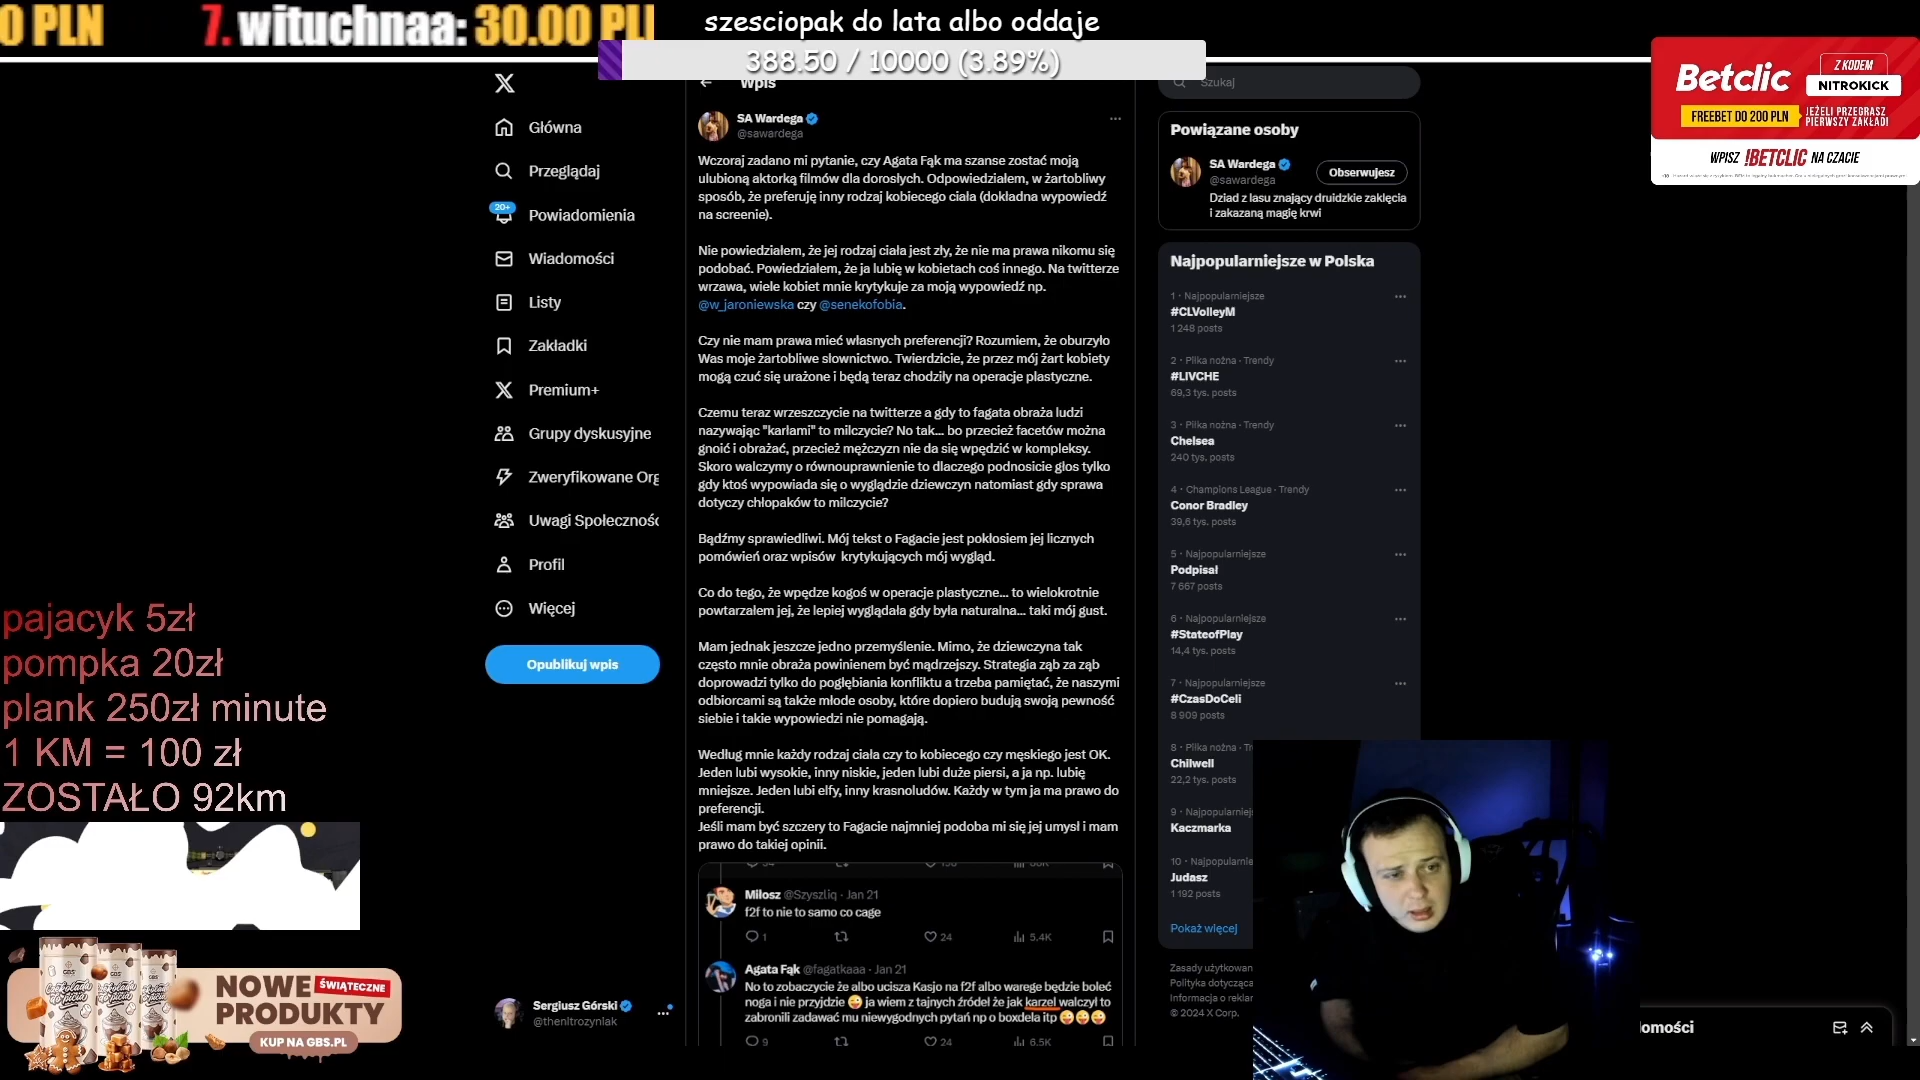 0 PLN
7. wituchnaa: 30.00 PL
szesciopak do lata albo oddaje
388.50 / 10000 (3.89%)
Betclic
Z KODEM
NITROKICK
FREEBET DO 200 PLN
JEŻELI PRZEGRASZ
PIERWSZY ZAKŁAD!
WPISZ !BETCLIC NA CZACIE
Główna
Przeglądaj
20+
Powiadomienia
Wiadomości
Listy
Zakładki
Premium+
Grupy dyskusyjne
Zweryfikowane Org
Uwagi Społecznośc
Profil
Więcej
Opublikuj wpis
Sergiusz Górski
@thenitrozyniak
Wpis
SA Wardega
@sawardega
Wczoraj zadano mi pytanie, czy Agata Fąk ma szanse zostać moją
ulubioną aktorką filmów dla dorosłych. Odpowiedziałem, w żartobliwy
sposób, że preferuję inny rodzaj kobiecego ciała (dokładna wypowiedź
na screenie).
Nie powiedziałem, że jej rodzaj ciała jest zły, że nie ma prawa nikomu się
podobać. Powiedziałem, że ja lubię w kobietach coś innego. Na twitterze
wrzawa, wiele kobiet mnie krytykuje za moją wypowiedź np.
@w_jaroniewska czy @senekofobia.
Czy nie mam prawa mieć własnych preferencji? Rozumiem, że oburzyło
Was moje żartobliwe słownictwo. Twierdzicie, że przez mój żart kobiety
mogą czuć się urażone i będą teraz chodziły na operacje plastyczne.
Czemu teraz wrzeszczycie na twitterze a gdy to fagata obraża ludzi
nazywając "karłami" to milczycie? No tak... bo przecież facetów można
gnoić i obrażać, przecież mężczyzn nie da się wpędzić w kompleksy.
Skoro walczymy o równouprawnienie to dlaczego podnosicie głos tylko
gdy ktoś wypowiada się o wyglądzie dziewczyn natomiast gdy sprawa
dotyczy chłopaków to milczycie?
Bądźmy sprawiedliwi. Mój tekst o Fagacie jest pokłosiem jej licznych
pomówień oraz wpisów krytykujących mój wygląd.
Co do tego, że wpędze kogoś w operacje plastyczne... to wielokrotnie
powtarzałem jej, że lepiej wyglądała gdy była naturalna... taki mój gust.
Mam jednak jeszcze jedno przemyślenie. Mimo, że dziewczyna tak
często mnie obraża powinienem być mądrzejszy. Strategia ząb za ząb
doprowadzi tylko do pogłębiania konfliktu a trzeba pamiętać, że naszymi
odbiorcami są także młode osoby, które dopiero budują swoją pewność
siebie i takie wypowiedzi nie pomagają.
Według mnie każdy rodzaj ciała czy to kobiecego czy męskiego jest OK.
Jeden lubi wysokie, inny niskie, jeden lubi duże piersi, a ja np. lubię
mniejsze. Jeden lubi elfy, inny krasnoludów. Każdy w tym ja ma prawo do
preferencji.
Jeśli mam być szczery to Fagacie najmniej podoba mi się jej umysł i mam
prawo do takiej opinii.
Miłosz @Szyszliq · Jan 21
f2f to nie to samo co cage
1 24 5,4K
Agata Fąk @fagatkaaa · Jan 21
No to zobaczycie że albo ucisza Kasjo na f2f albo warege będzie boleć
noga i nie przyjdzie ja wiem z tajnych źródeł że jak karzel walczył to
zabronili zadawać mu niewygodnych pytań np o boxdela itp
9 24 6,5K
Szukaj
Powiązane osoby
SA Wardega
@sawardega
Obserwujesz
Dziad z lasu znający druidzkie zaklęcia
i zakazaną magię krwi
Najpopularniejsze w Polska
1 · Najpopularniejsze
#CLVolleyM
1 248 posts
2 · Piłka nożna · Trendy
#LIVCHE
69,3 tys. posts
3 · Piłka nożna · Trendy
Chelsea
240 tys. posts
4 · Champions League · Trendy
Conor Bradley
39,6 tys. posts
5 · Najpopularniejsze
Podpisał
7 667 posts
6 · Najpopularniejsze
#StateofPlay
14,4 tys. posts
7 · Najpopularniejsze
#CzasDoCeli
8 909 posts
8 · Piłka nożna · Tr
Chilwell
22,2 tys. posts
9 · Najpopularniejs
Kaczmarka
10 · Najpopularnie
Judasz
1 192 posts
Pokaż więcej
Zasady użytkowan
Polityka dotycząca
Informacja o reklar
© 2024 X Corp.
omości
pajacyk 5zł
pompka 20zł
plank 250zł minute
1 KM = 100 zł
ZOSTAŁO 92km
NOWE
ŚWIĄTECZNE
PRODUKTY
KUP NA GBS.PL